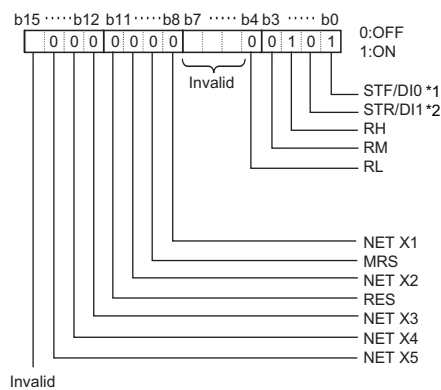 b15 ····· b12 b11 ····· b8 b7 ····· b4 b3 ····· b0
0 0 0 0 0 0 0 0 0 1 0 1
0:OFF
1:ON
Invalid
STF/DI0 *1
STR/DI1 *2
RH
RM
RL
NET X1
MRS
NET X2
RES
NET X3
NET X4
NET X5
Invalid